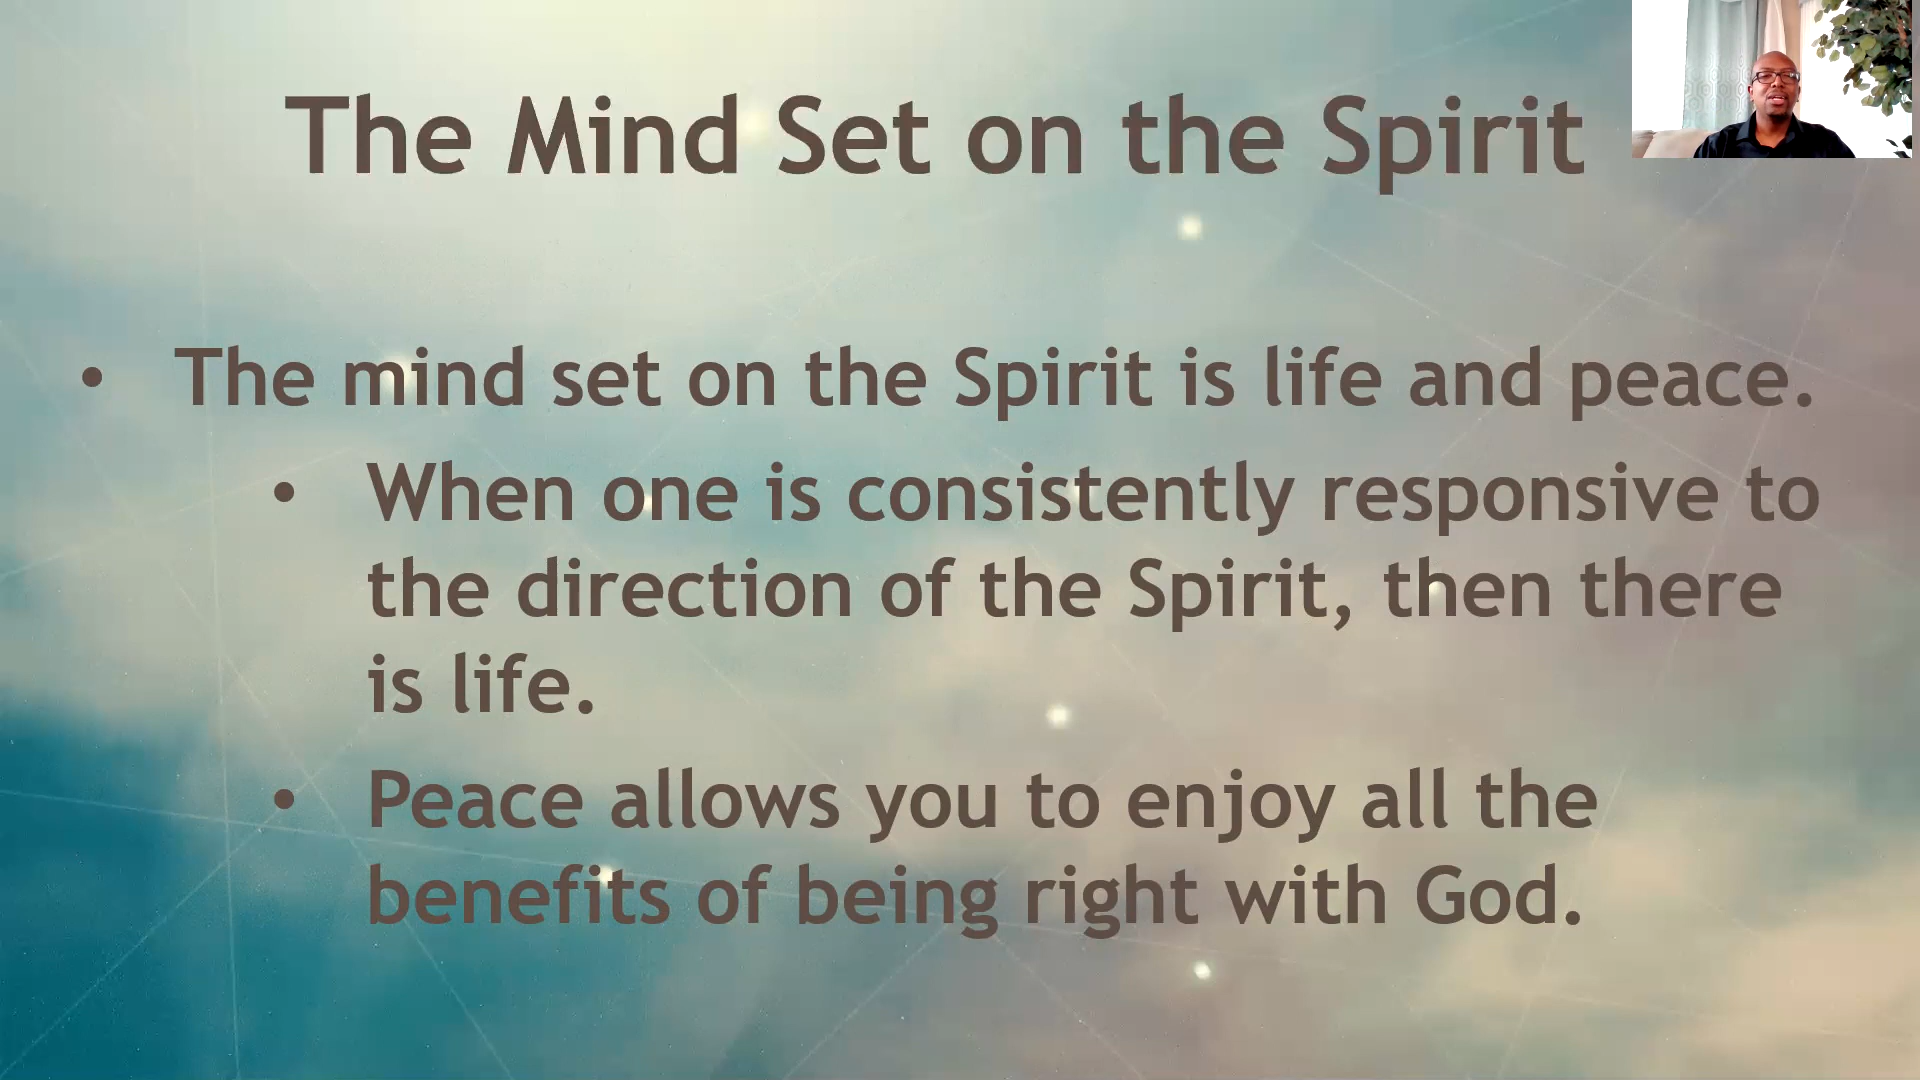 The Mind Set on the Spirit
• The mind set on the Spirit is life and peace.
• When one is consistently responsive to
the direction of the Spirit, then there
is life.
• Peace allows you to enjoy all the
benefits of being right with God.